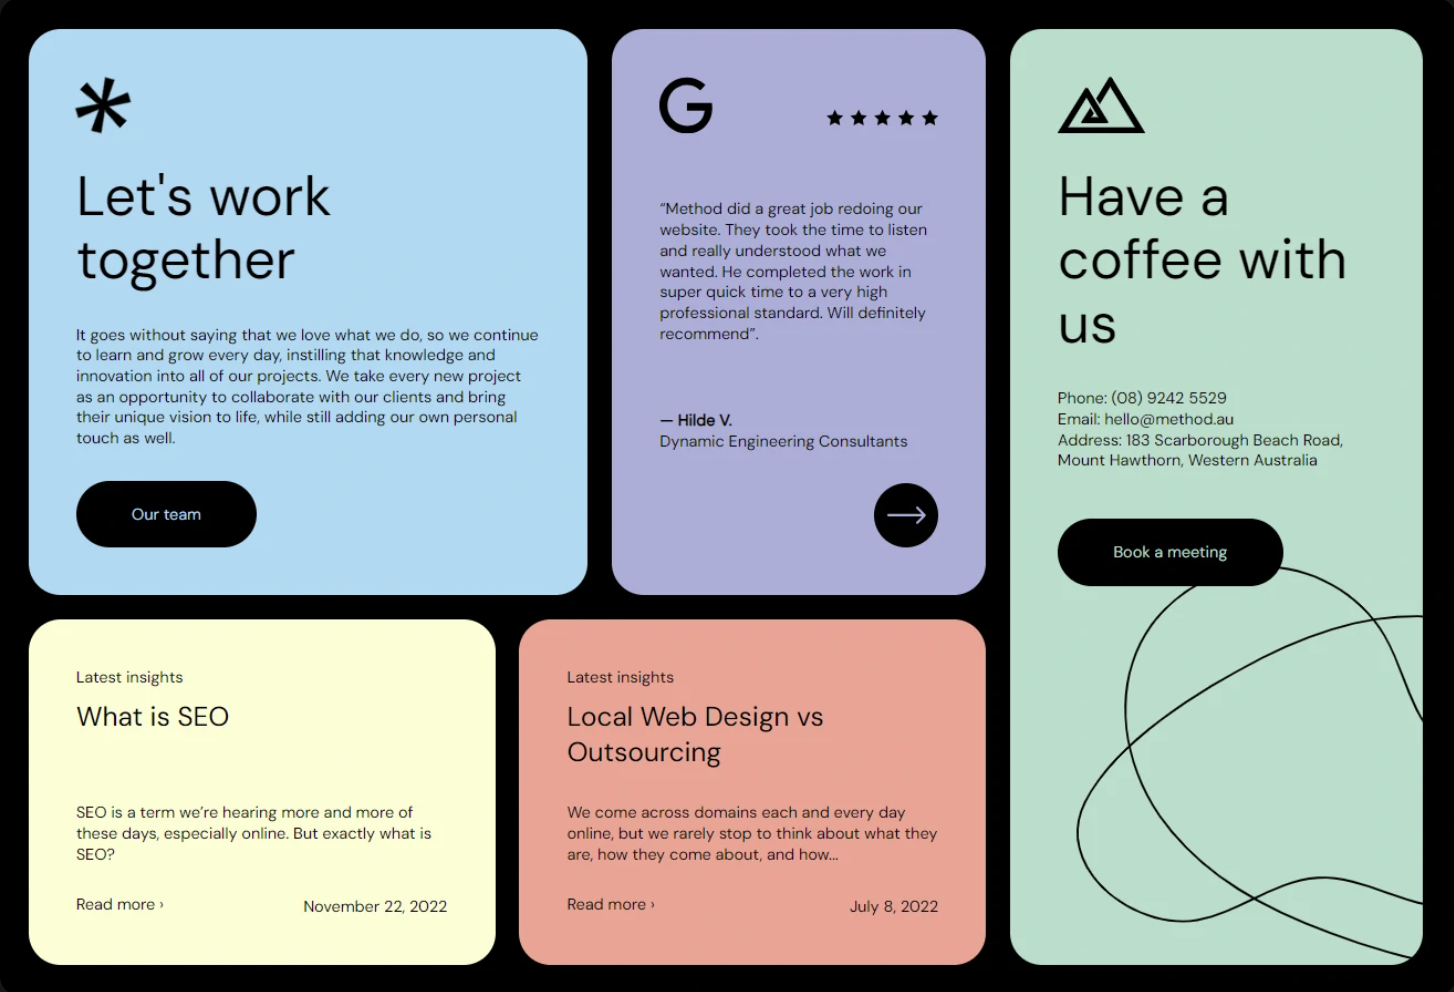 Let's work
together
It goes without saying that we love what we do, so we continue
to learn and grow every day, instilling that knowledge and
innovation into all of our projects. We take every new project
as an opportunity to collaborate with our clients and bring
their unique vision to life, while still adding our own personal
touch as well.
Our team
G
“Method did a great job redoing our
website. They took the time to listen
and really understood what we
wanted. He completed the work in
super quick time to a very high
professional standard. Will definitely
recommend”.
— Hilde V.
Dynamic Engineering Consultants
Have a
coffee with
us
Phone: (08) 9242 5529
Email: hello@method.au
Address: 183 Scarborough Beach Road,
Mount Hawthorn, Western Australia
Book a meeting
Latest insights
What is SEO
SEO is a term we’re hearing more and more of
these days, especially online. But exactly what is
SEO?
Read more ›
November 22, 2022
Latest insights
Local Web Design vs
Outsourcing
We come across domains each and every day
online, but we rarely stop to think about what they
are, how they come about, and how...
Read more ›
July 8, 2022